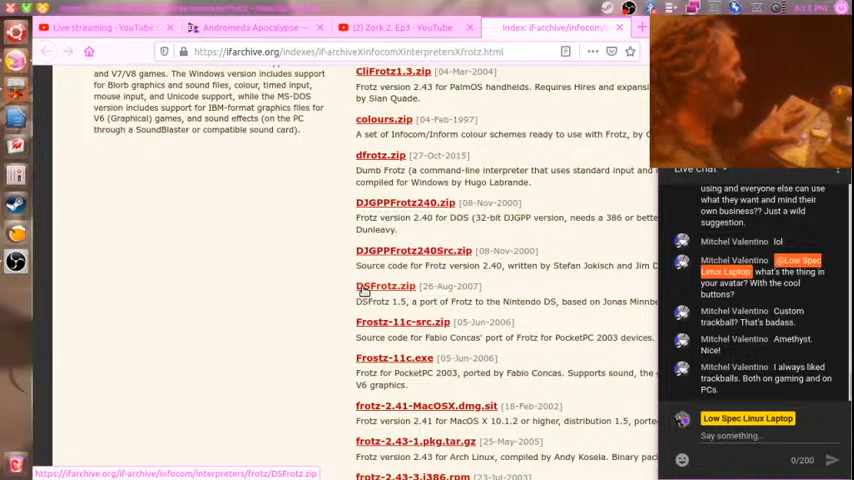 9:12 PM
Live streaming - YouTube
Andromeda Apocalypse —
(2) Zork 2, Ep3 - YouTube
Index: if-archive/infocom/
https://ifarchive.org/indexes/if-archiveXinfocomXinterpretersXfrotz.html
and V7/V8 games. The Windows version includes support
for Blorb graphics and sound files, colour, timed input,
mouse input, and Unicode support, while the MS-DOS
version includes support for IBM-format graphics files for
V6 (Graphical) games, and sound effects (on the PC
through a SoundBlaster or compatible sound card).
CliFrotz1.3.zip [04-Mar-2004]
Frotz version 2.43 for PalmOS handhelds. Requires Hires and expansi
by Sian Quade.
colours.zip [04-Feb-1997]
A set of Infocom/Inform colour schemes ready to use with Frotz, by C
dfrotz.zip [27-Oct-2015]
Dumb Frotz (a command-line interpreter that uses standard input and
compiled for Windows by Hugo Labrande.
DJGPPFrotz240.zip [08-Nov-2000]
Frotz version 2.40 for DOS (32-bit DJGPP version, needs a 386 or bette
Dunleavy.
DJGPPFrotz240Src.zip [08-Nov-2000]
Source code for Frotz version 2.40, written by Stefan Jokisch and Jim D
DSFrotz.zip [26-Aug-2007]
DSFrotz 1.5, a port of Frotz to the Nintendo DS, based on Jonas Minnbe
Frostz-11c-src.zip [05-Jun-2006]
Source code for Fabio Concas' port of Frotz for PocketPC 2003 devices.
Frostz-11c.exe [05-Jun-2006]
Frotz for PocketPC 2003, ported by Fabio Concas. Supports sound, the
V6 graphics.
frotz-2.41-MacOSX.dmg.sit [18-Feb-2002]
Frotz version 2.41 for MacOS X 10.1.2 or higher, distribution 1.5, porte
frotz-2.43-1.pkg.tar.gz [25-May-2005]
Frotz version 2.43 for Arch Linux, compiled by Andy Kosela. Binary pac
frotz-2.43-3.i386.rpm [23-Jul-2003]
https://ifarchive.org/if-archive/infocom/interpreters/frotz/DSFrotz.zip
Live chat
using and everyone else can use
what they want and mind their
own business?? Just a wild
suggestion.
Mitchel Valentino lol
Mitchel Valentino @Low Spec
Linux Laptop what's the thing in
your avatar? With the cool
buttons?
Mitchel Valentino Custom
trackball? That's badass.
Mitchel Valentino Amethyst.
Nice!
Mitchel Valentino I always liked
trackballs. Both on gaming and on
PCs.
Low Spec Linux Laptop
Say something...
0/200